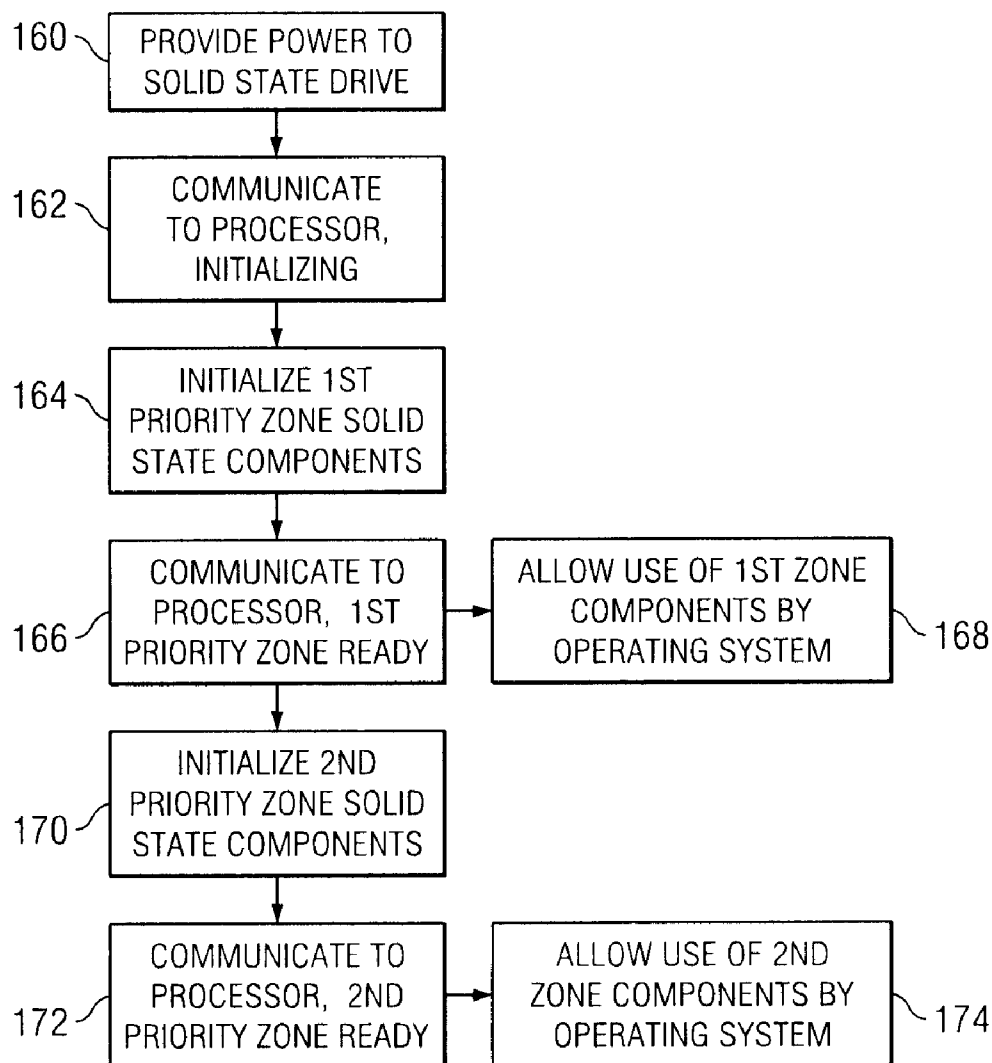 160
PROVIDE POWER TO
SOLID STATE DRIVE
162
COMMUNICATE
TO PROCESSOR,
INITIALIZING
164
INITIALIZE 1ST
PRIORITY ZONE SOLID
STATE COMPONENTS
166
COMMUNICATE TO
PROCESSOR, 1ST
PRIORITY ZONE READY
ALLOW USE OF 1ST ZONE
COMPONENTS BY
OPERATING SYSTEM
168
170
INITIALIZE 2ND
PRIORITY ZONE SOLID
STATE COMPONENTS
172
COMMUNICATE TO
PROCESSOR, 2ND
PRIORITY ZONE READY
ALLOW USE OF 2ND
ZONE COMPONENTS BY
OPERATING SYSTEM
174